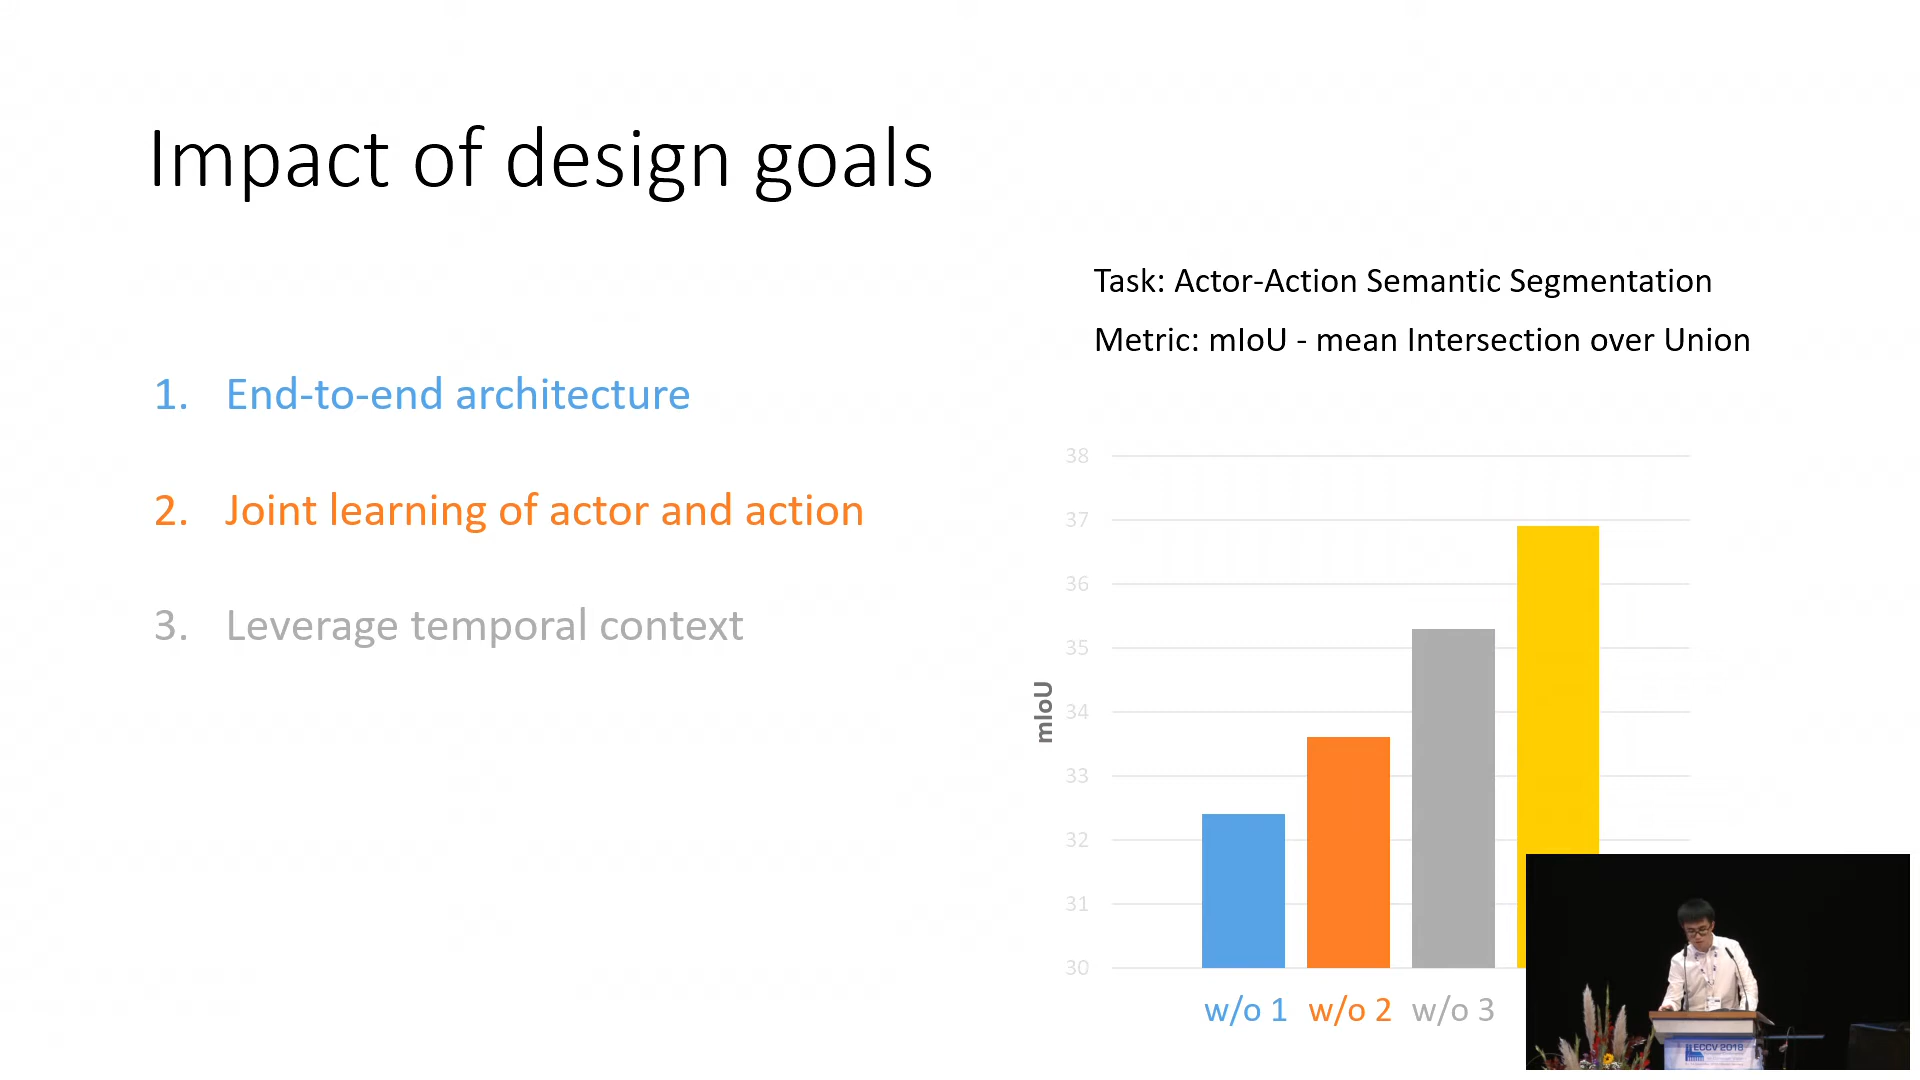 Impact of design goals
Task: Actor-Action Semantic Segmentation
Metric: mIoU - mean Intersection over Union
1. End-to-end architecture
2. Joint learning of actor and action
3. Leverage temporal context
38
37
36
35
34
33
32
31
30
mIoU
w/o 1 w/o 2 w/o 3
ECCV 2018